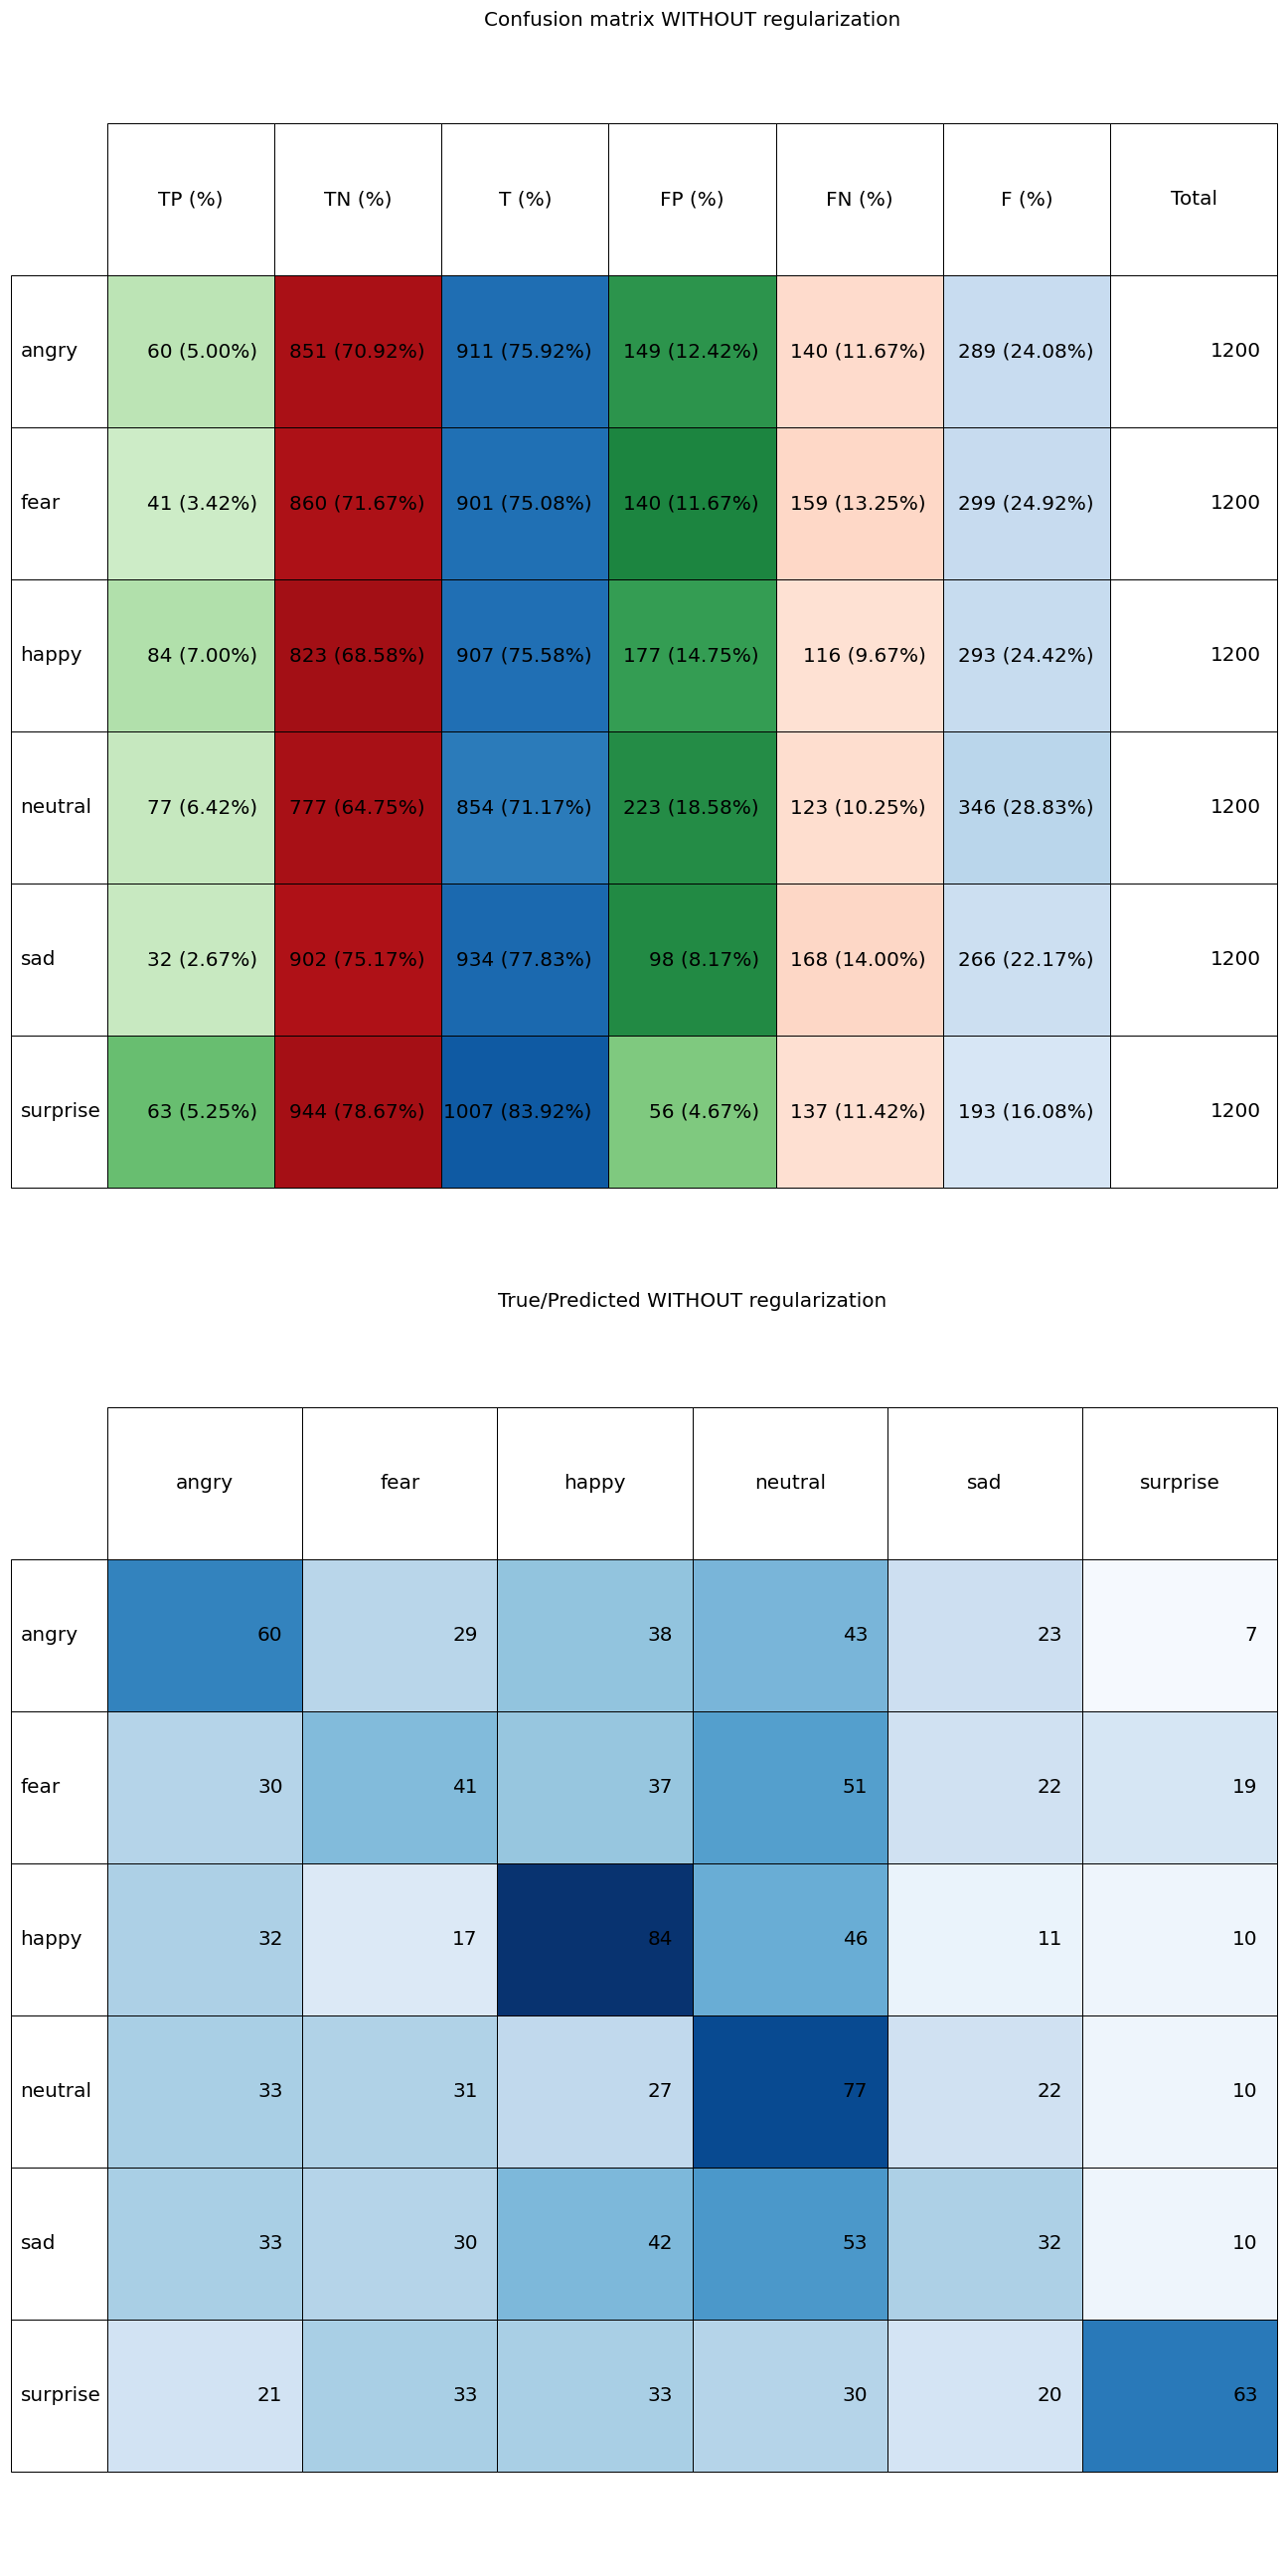 Confusion matrix WITHOUT regularization
TP (%) TN (%) T (%) FP (%) FN (%) F (%) Total
angry 60 (5.00%) 851 (70.92%) 911 (75.92%) 149 (12.42%) 140 (11.67%) 289 (24.08%) 1200
fear 41 (3.42%) 860 (71.67%) 901 (75.08%) 140 (11.67%) 159 (13.25%) 299 (24.92%) 1200
happy 84 (7.00%) 823 (68.58%) 907 (75.58%) 177 (14.75%) 116 (9.67%) 293 (24.42%) 1200
neutral 77 (6.42%) 777 (64.75%) 854 (71.17%) 223 (18.58%) 123 (10.25%) 346 (28.83%) 1200
sad 32 (2.67%) 902 (75.17%) 934 (77.83%) 98 (8.17%) 168 (14.00%) 266 (22.17%) 1200
surprise 63 (5.25%) 944 (78.67%) 1007 (83.92%) 56 (4.67%) 137 (11.42%) 193 (16.08%) 1200
True/Predicted WITHOUT regularization
angry fear happy neutral sad surprise
angry 60 29 38 43 23 7
fear 30 41 37 51 22 19
happy 32 17 84 46 11 10
neutral 33 31 27 77 22 10
sad 33 30 42 53 32 10
surprise 21 33 33 30 20 63